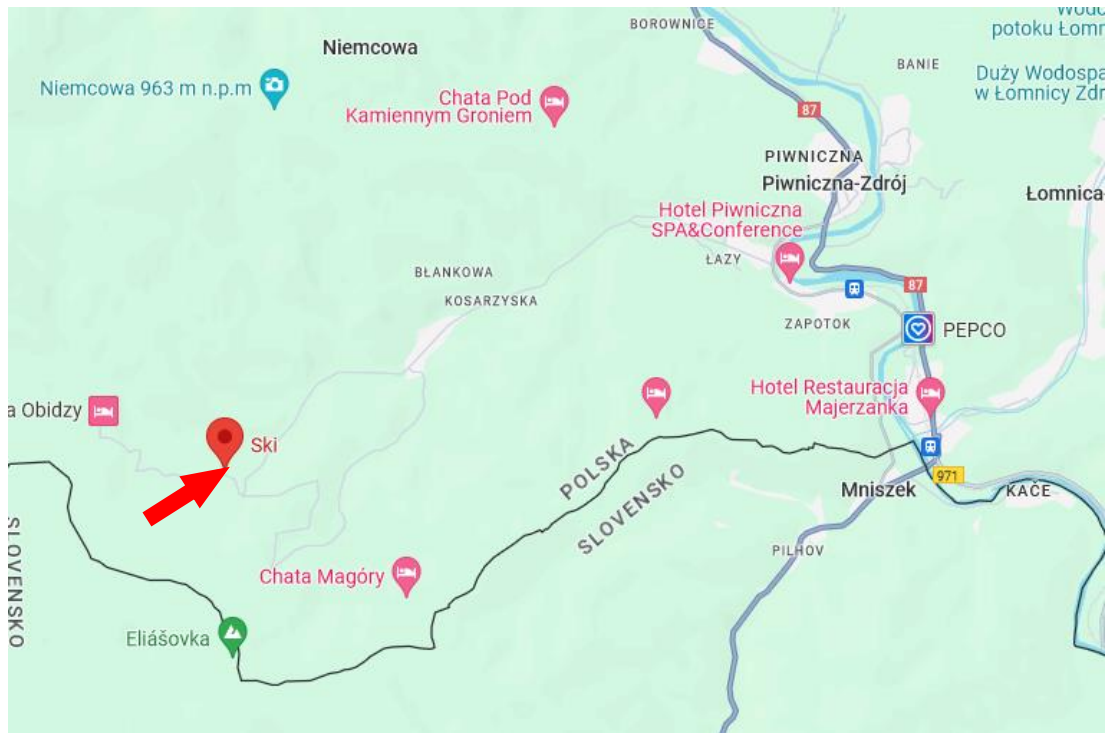 Wodo
potoku Łomn
BOROWNICE
Niemcowa
BANIE
Duży Wodospa
w Łomnicy Zdr
Niemcowa 963 m n.p.m
Chata Pod
Kamiennym Groniem
87
PIWNICZNA
Piwniczna-Zdrój
Łomnica-
Hotel Piwniczna
SPA&Conference
ŁAZY
BŁANKOWA
KOSARZYSKA
87
ZAPOTOK
PEPCO
Hotel Restauracja
Majerzanka
a Obidzy
Ski
POLSKA
SLOVENSKO
971
Mniszek
KAČE
SLOVENSKO
PILHOV
Chata Magóry
Eliášovka